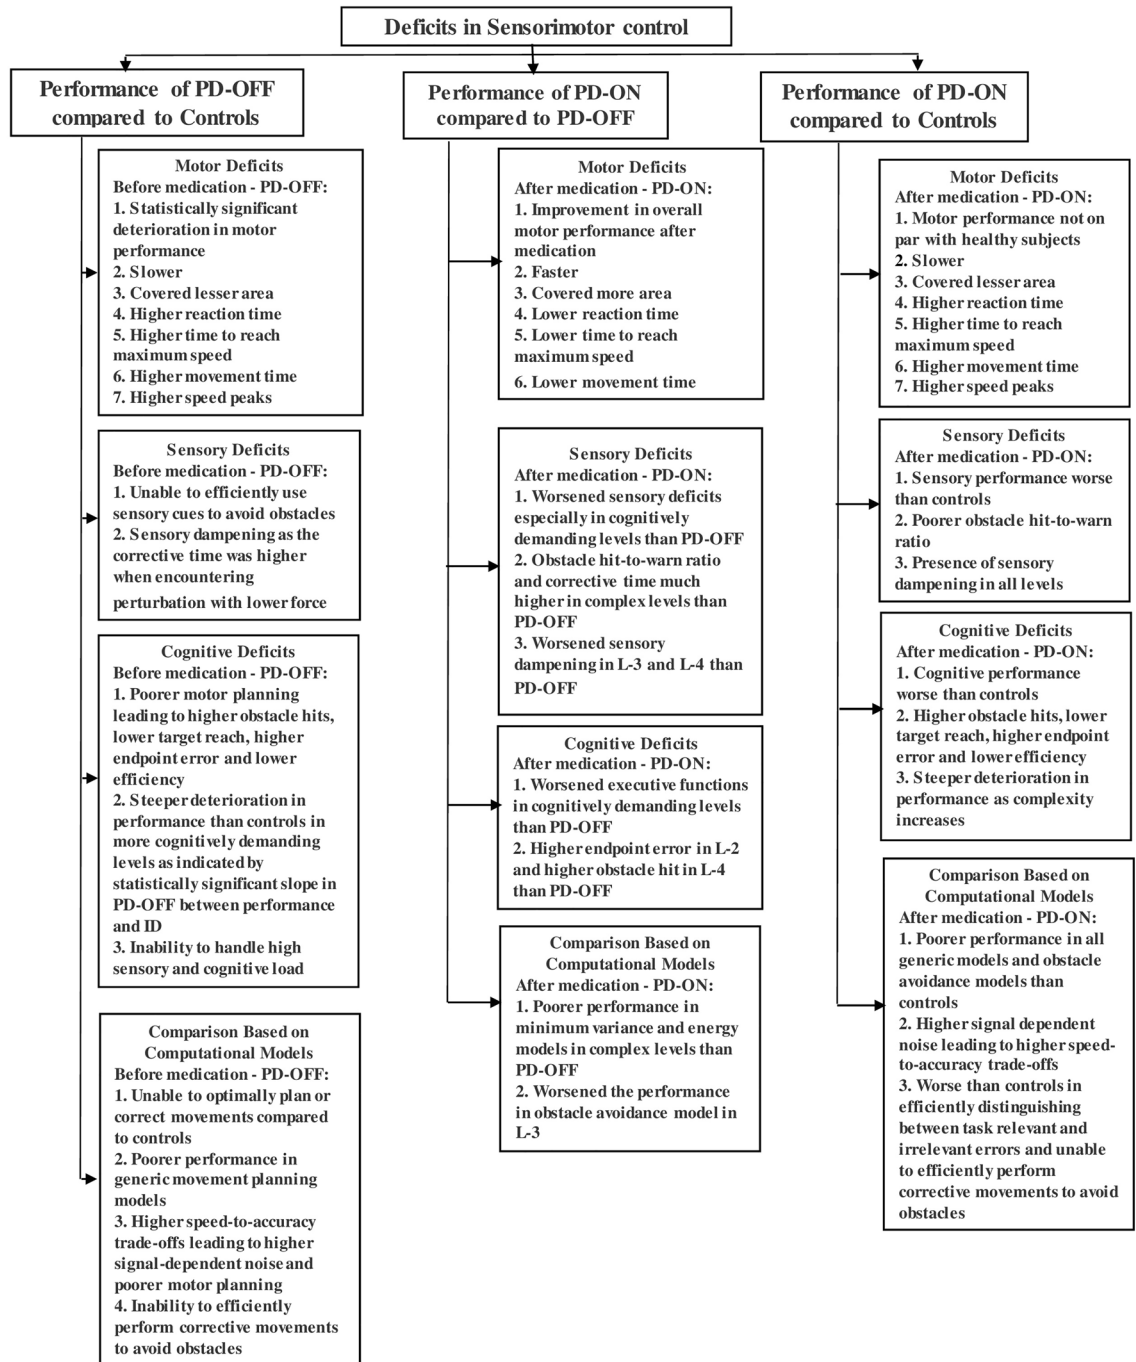 Deficits in Sensorimotor control
Performance of PD-OFF
compared to Controls
Motor Deficits
Before medication - PD-OFF:
1. Statistically significant
deterioration in motor
performance
2. Slower
3. Covered lesser area
4. Higher reaction time
5. Higher time to reach
maximum speed
6. Higher movement time
7. Higher speed peaks
Sensory Deficits
Before medication - PD-OFF:
1. Unable to efficiently use
sensory cues to avoid obstacles
2. Sensory dampening as the
corrective time was higher
when encountering
perturbation with lower force
Cognitive Deficits
Before medication - PD-OFF:
1. Poorer motor planning
leading to higher obstacle hits,
lower target reach, higher
endpoint error and lower
efficiency
2. Steeper deterioration in
performance than controls in
more cognitively demanding
levels as indicated by
statistically significant slope in
PD-OFF between performance
and ID
3. Inability to handle high
sensory and cognitive load
Comparison Based on
Computational Models
Before medication - PD-OFF:
1. Unable to optimally plan or
correct movements compared
to controls
2. Poorer performance in
generic movement planning
models
3. Higher speed-to-accuracy
trade-offs leading to higher
signal-dependent noise and
poorer motor planning
4. Inability to efficiently
perform corrective movements
to avoid obstacles
Performance of PD-ON
compared to PD-OFF
Motor Deficits
After medication - PD-ON:
1. Improvement in overall
motor performance after
medication
2. Faster
3. Covered more area
4. Lower reaction time
5. Lower time to reach
maximum speed
6. Lower movement time
Sensory Deficits
After medication - PD-ON:
1. Worsened sensory deficits
especially in cognitively
demanding levels than PD-OFF
2. Obstacle hit-to-warn ratio
and corrective time much
higher in complex levels than
PD-OFF
3. Worsened sensory
dampening in L-3 and L-4 than
PD-OFF
Cognitive Deficits
After medication - PD-ON:
1. Worsened executive functions
in cognitively demanding levels
than PD-OFF
2. Higher endpoint error in L-2
and higher obstacle hit in L-4
than PD-OFF
Comparison Based on
Computational Models
After medication - PD-ON:
1. Poorer performance in
minimum variance and energy
models in complex levels than
PD-OFF
2. Worsened the performance
in obstacle avoidance model in
L-3
Performance of PD-ON
compared to Controls
Motor Deficits
After medication - PD-ON:
1. Motor performance not on
par with healthy subjects
2. Slower
3. Covered lesser area
4. Higher reaction time
5. Higher time to reach
maximum speed
6. Higher movement time
7. Higher speed peaks
Sensory Deficits
After medication - PD-ON:
1. Sensory performance worse
than controls
2. Poorer obstacle hit-to-warn
ratio
3. Presence of sensory
dampening in all levels
Cognitive Deficits
After medication - PD-ON:
1. Cognitive performance
worse than controls
2. Higher obstacle hits, lower
target reach, higher endpoint
error and lower efficiency
3. Steeper deterioration in
performance as complexity
increases
Comparison Based on
Computational Models
After medication - PD-ON:
1. Poorer performance in all
generic models and obstacle
avoidance models than
controls
2. Higher signal dependent
noise leading to higher speed-
to-accuracy trade-offs
3. Worse than controls in
efficiently distinguishing
between task relevant and
irrelevant errors and unable
to efficiently perform
corrective movements to avoid
obstacles